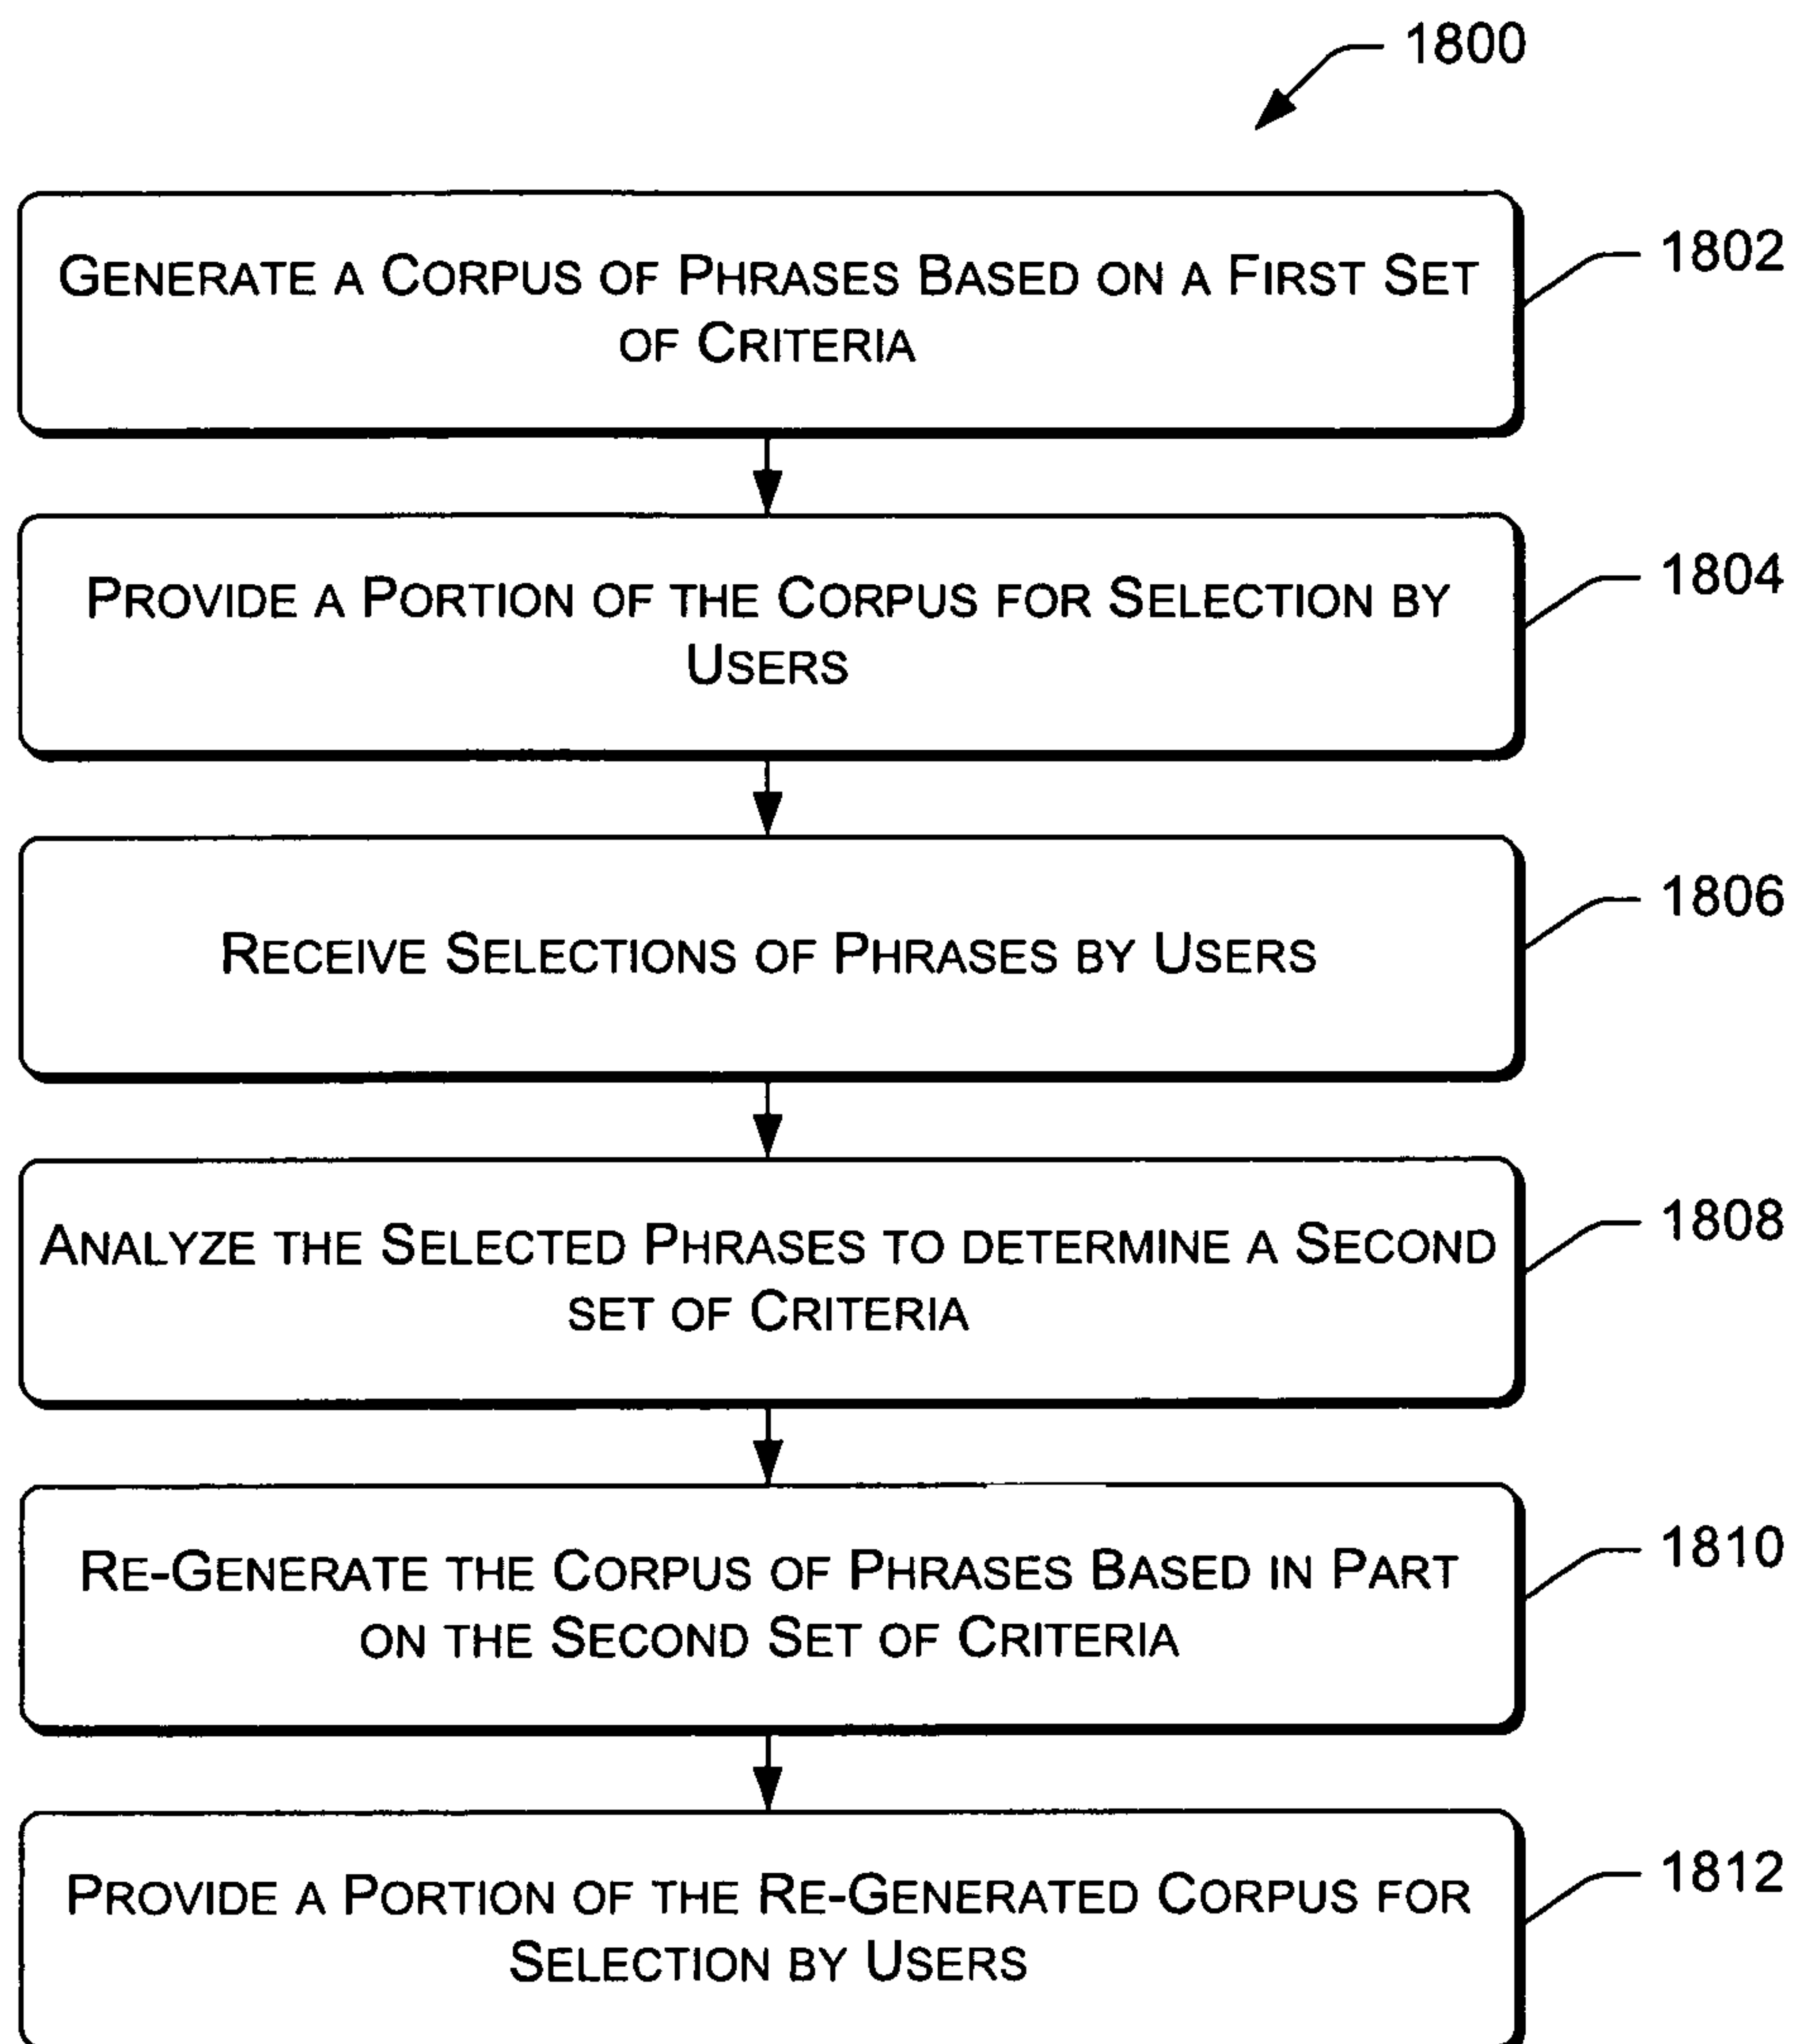 1800
GENERATE A CORPUS OF PHRASES BASED ON A FIRST SET
OF CRITERIA
1802
PROVIDE A PORTION OF THE CORPUS FOR SELECTION BY
USERS
1804
RECEIVE SELECTIONS OF PHRASES BY USERS
1806
ANALYZE THE SELECTED PHRASES TO DETERMINE A SECOND
SET OF CRITERIA
1808
RE-GENERATE THE CORPUS OF PHRASES BASED IN PART
ON THE SECOND SET OF CRITERIA
1810
PROVIDE A PORTION OF THE RE-GENERATED CORPUS FOR
SELECTION BY USERS
1812